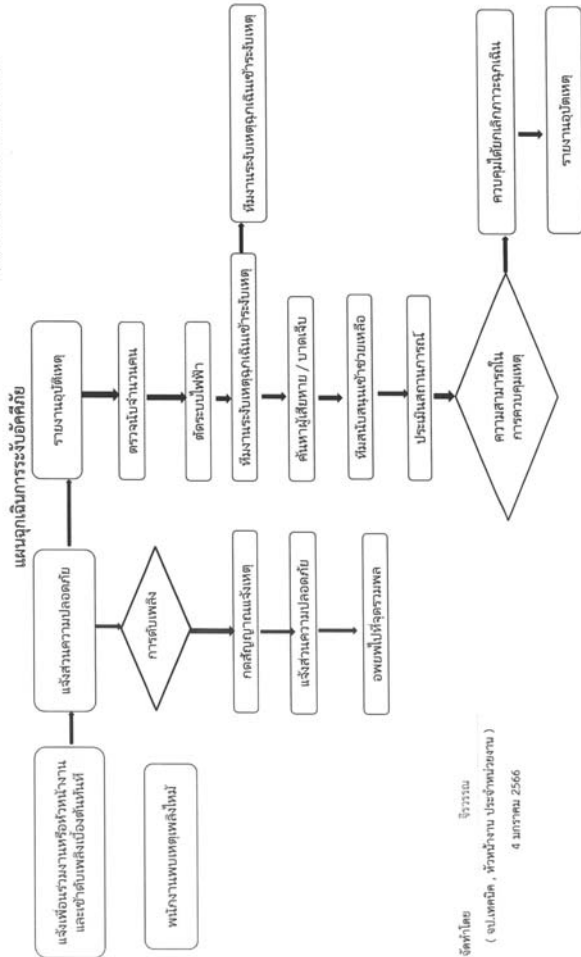 แผนฉุกเฉินการระงับอัคคีภัย
แจ้งเพื่อนร่วมงานหรือหัวหน้างาน
และเข้าดับเพลิงเบื้องต้นทันที
พนักงานพบเหตุเพลิงไหม้
แจ้งส่วนความปลอดภัย
การดับเพลิง
กดสัญญาณแจ้งเหตุ
แจ้งส่วนความปลอดภัย
อพยพไปที่จุดรวมพล
รายงานอุบัติเหตุ
ตรวจนับจำนวนคน
ตัดระบบไฟฟ้า
ทีมงานระงับเหตุฉุกเฉินเข้าระงับเหตุ
ทีมงานระงับเหตุฉุกเฉินเข้าระงับเหตุ
ค้นหาผู้เสียหาย / บาดเจ็บ
ทีมสนับสนุนเข้าช่วยเหลือ
ประเมินสถานการณ์
ความสามารถใน
การควบคุมเหตุ
ควบคุมได้ยกเลิกภาวะฉุกเฉิน
รายงานอุบัติเหตุ
จัดทำโดย จิรวรรณ
( จป.เทคนิค , หัวหน้างาน ประจำหน่วยงาน )
4 มกราคม 2566